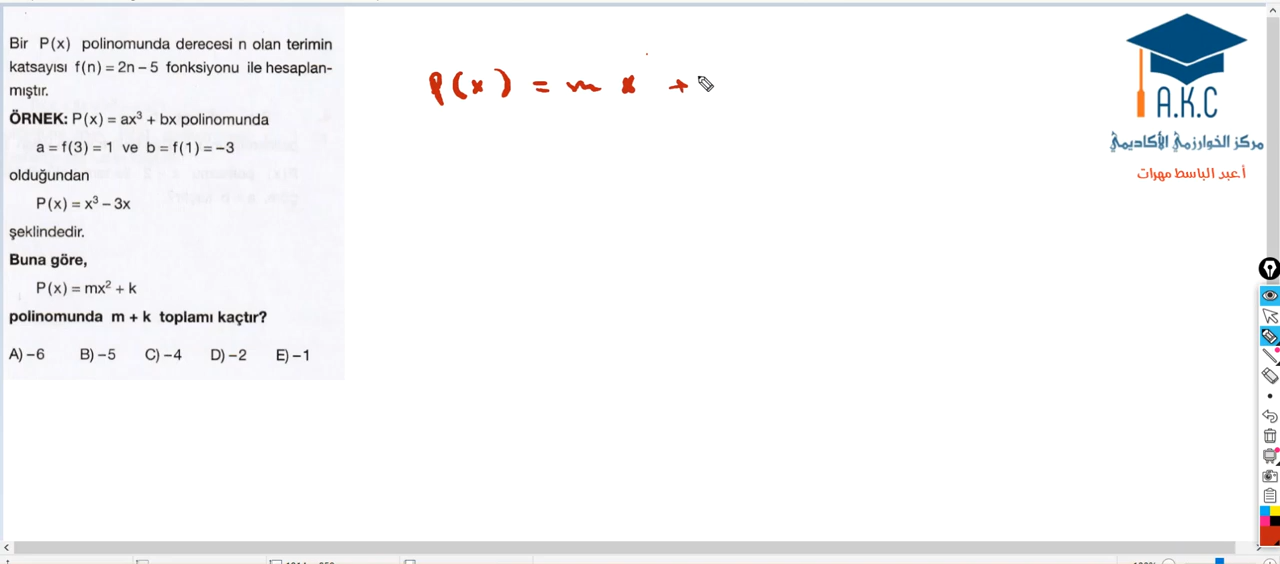 Bir P(x) polinomunda derecesi n olan terimin
katsayısı f(n) = 2n – 5 fonksiyonu ile hesaplan-
mıştır.
ÖRNEK: P(x) = ax³ + bx polinomunda
a = f(3) = 1 ve b = f(1) = –3
olduğundan
P(x) = x³ – 3x
şeklindedir.
Buna göre,
P(x) = mx² + k
polinomunda m + k toplamı kaçtır?
A) –6 B) –5 C) –4 D) –2 E) –1
P(x) = m x +
A.K.C
مركز الخوارزمي الأكاديمي
أ عبد الباسط مهرات